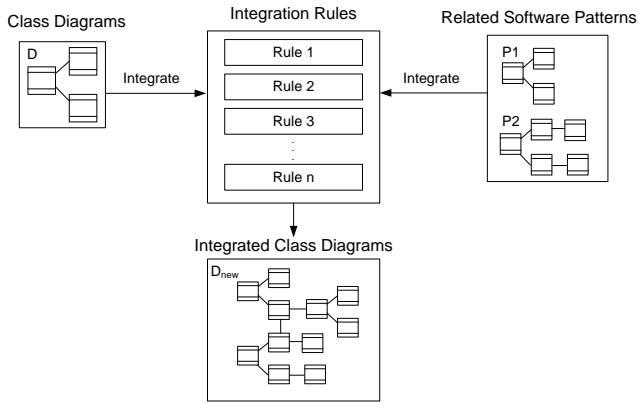 Class Diagrams
Integration Rules
Related Software Patterns
D
Integrate
Rule 1
Rule 2
Rule 3
.
.
.
Rule n
Integrate
P1
P2
Integrated Class Diagrams
Dnew